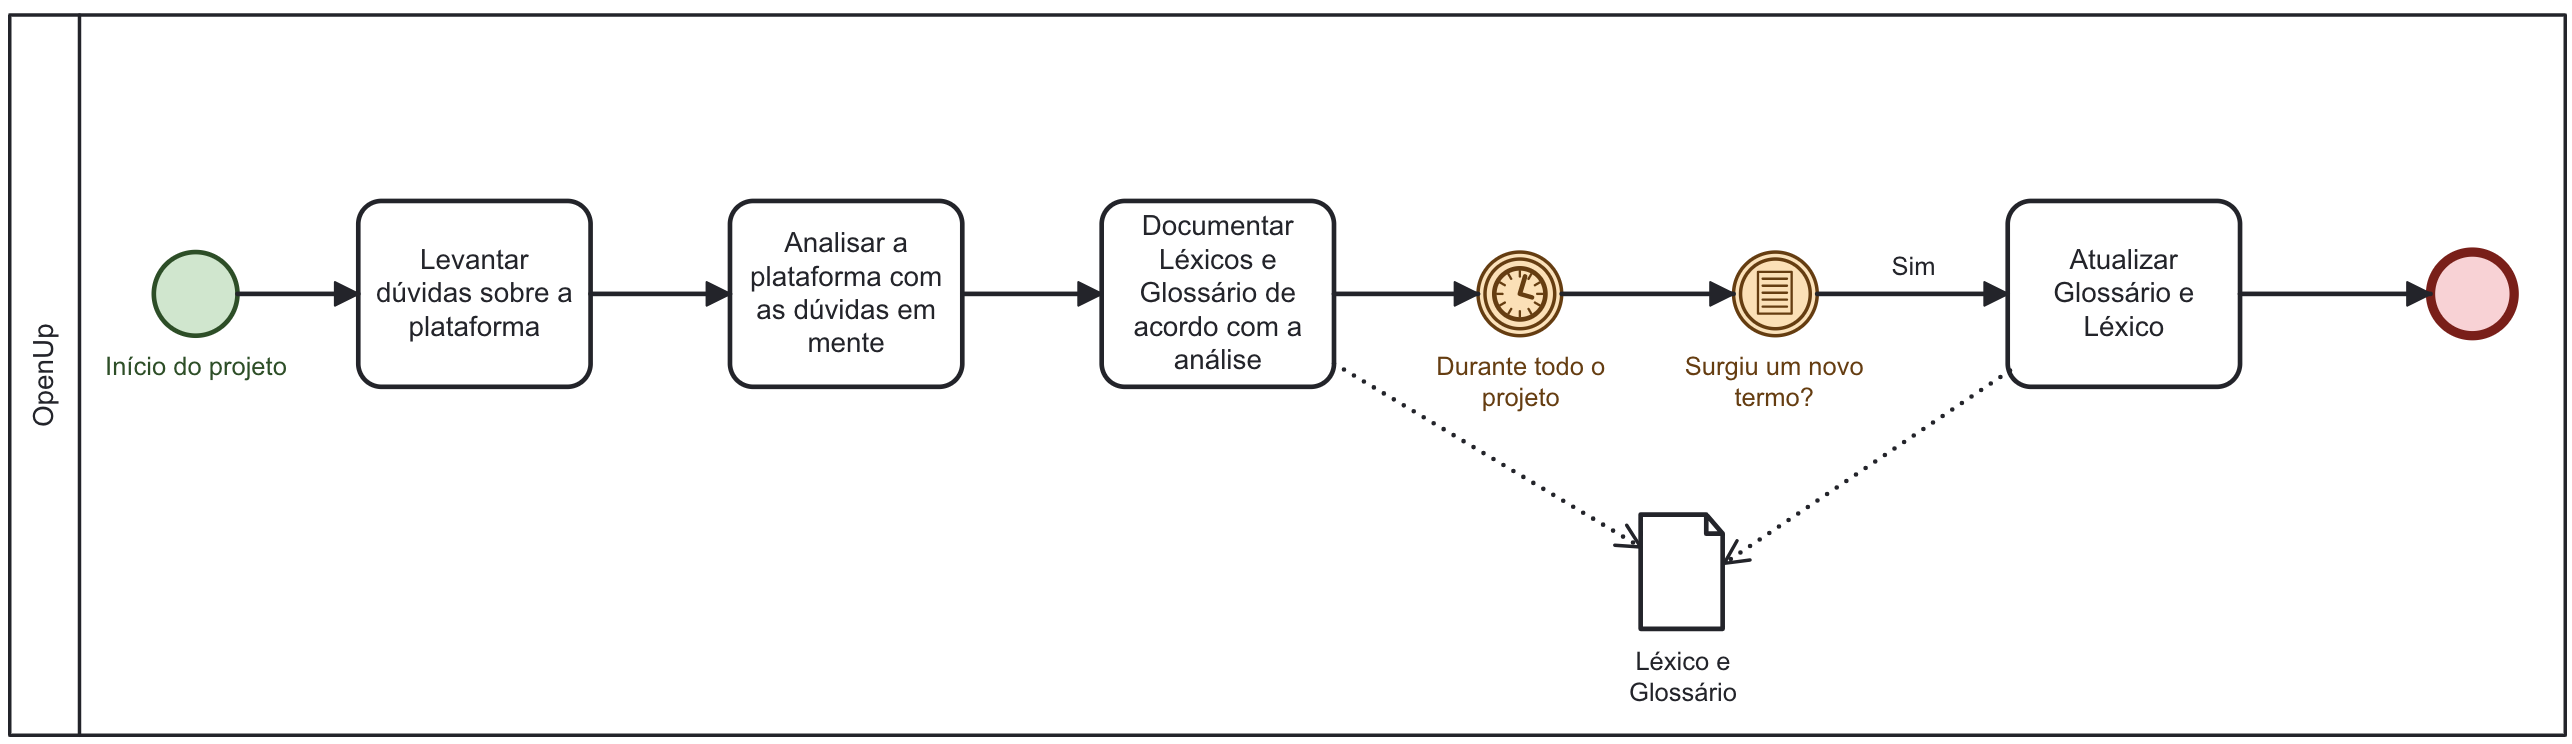 OpenUp
Início do projeto
Levantar
dúvidas sobre a
plataforma
Analisar a
plataforma com
as dúvidas em
mente
Documentar
Léxicos e
Glossário de
acordo com a
análise
Durante todo o
projeto
Surgiu um novo
termo?
Sim
Atualizar
Glossário e
Léxico
Léxico e
Glossário